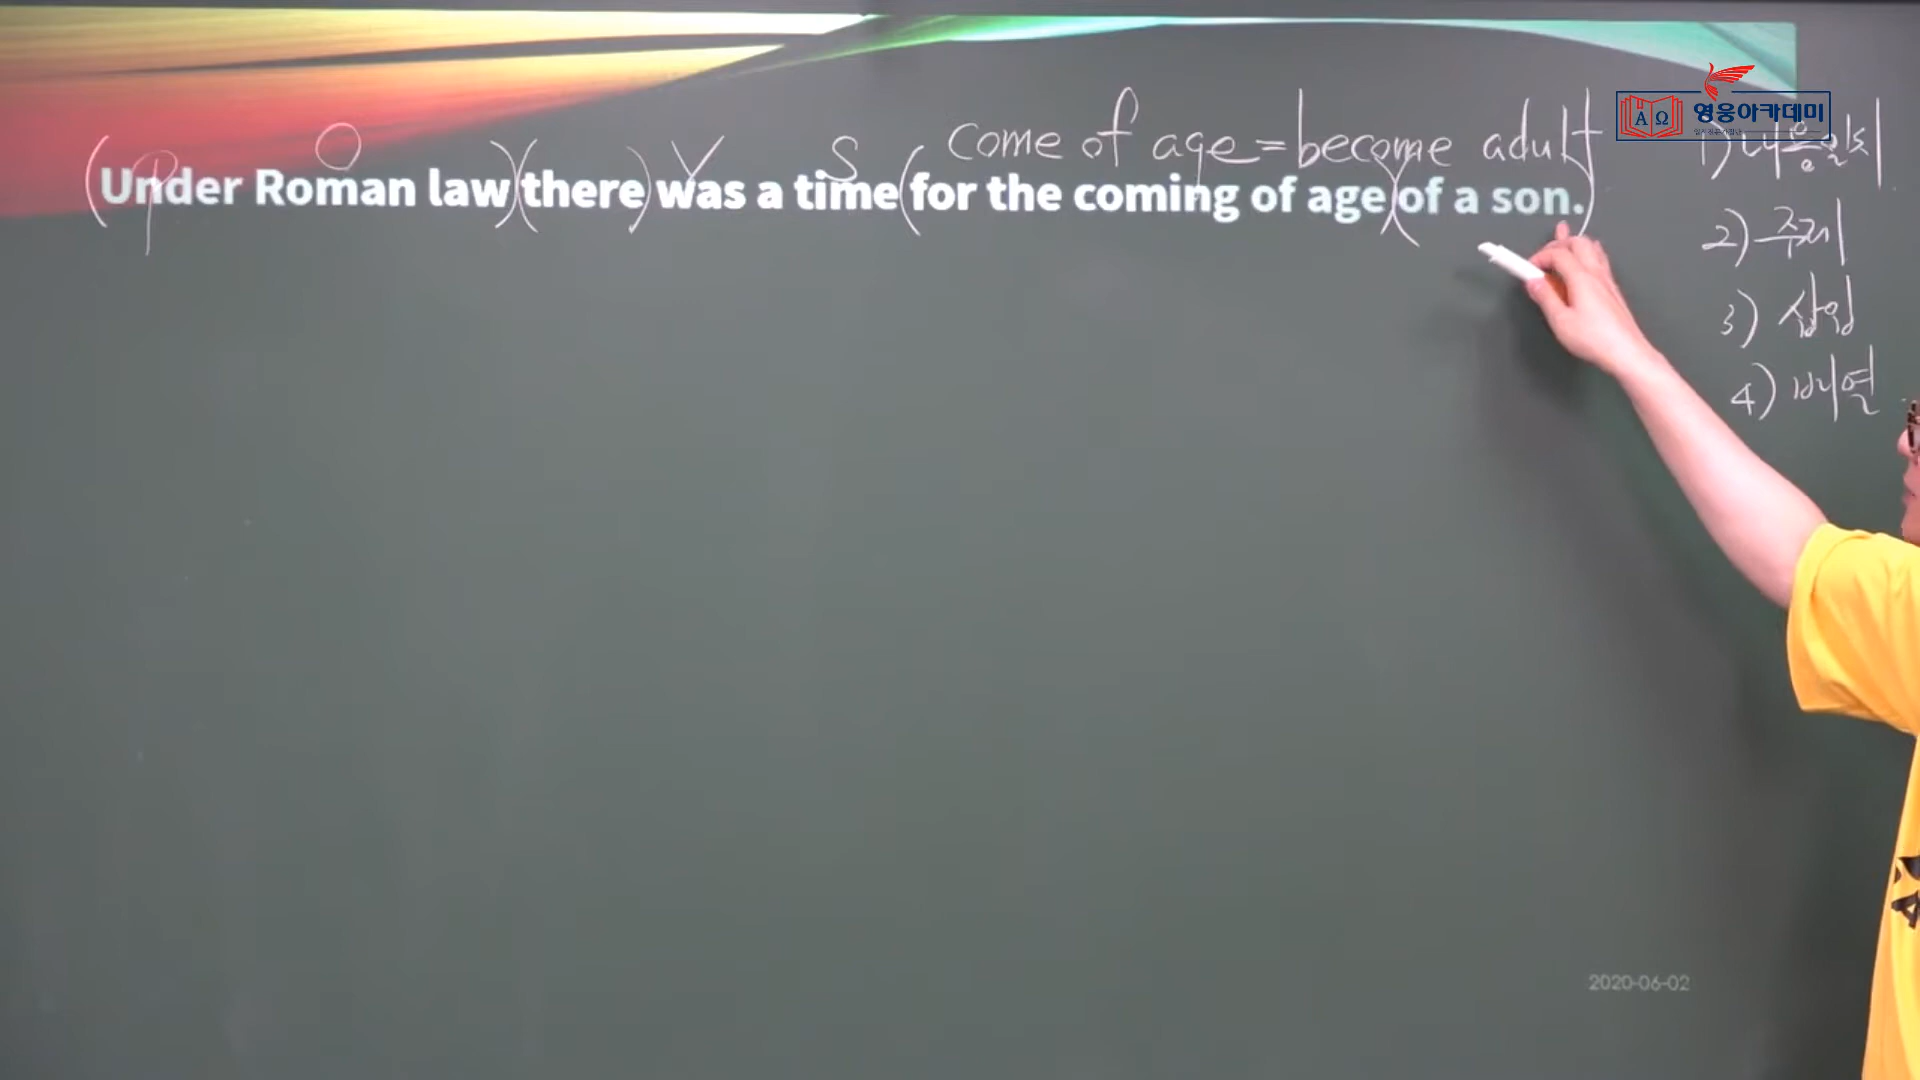 come of age = become adult
P O V S
Under Roman law there was a time for the coming of age of a son.
영웅아카데미
A Ω
1) 내용일치
2) 주제
3) 삽입
4) 배열
2020-06-02